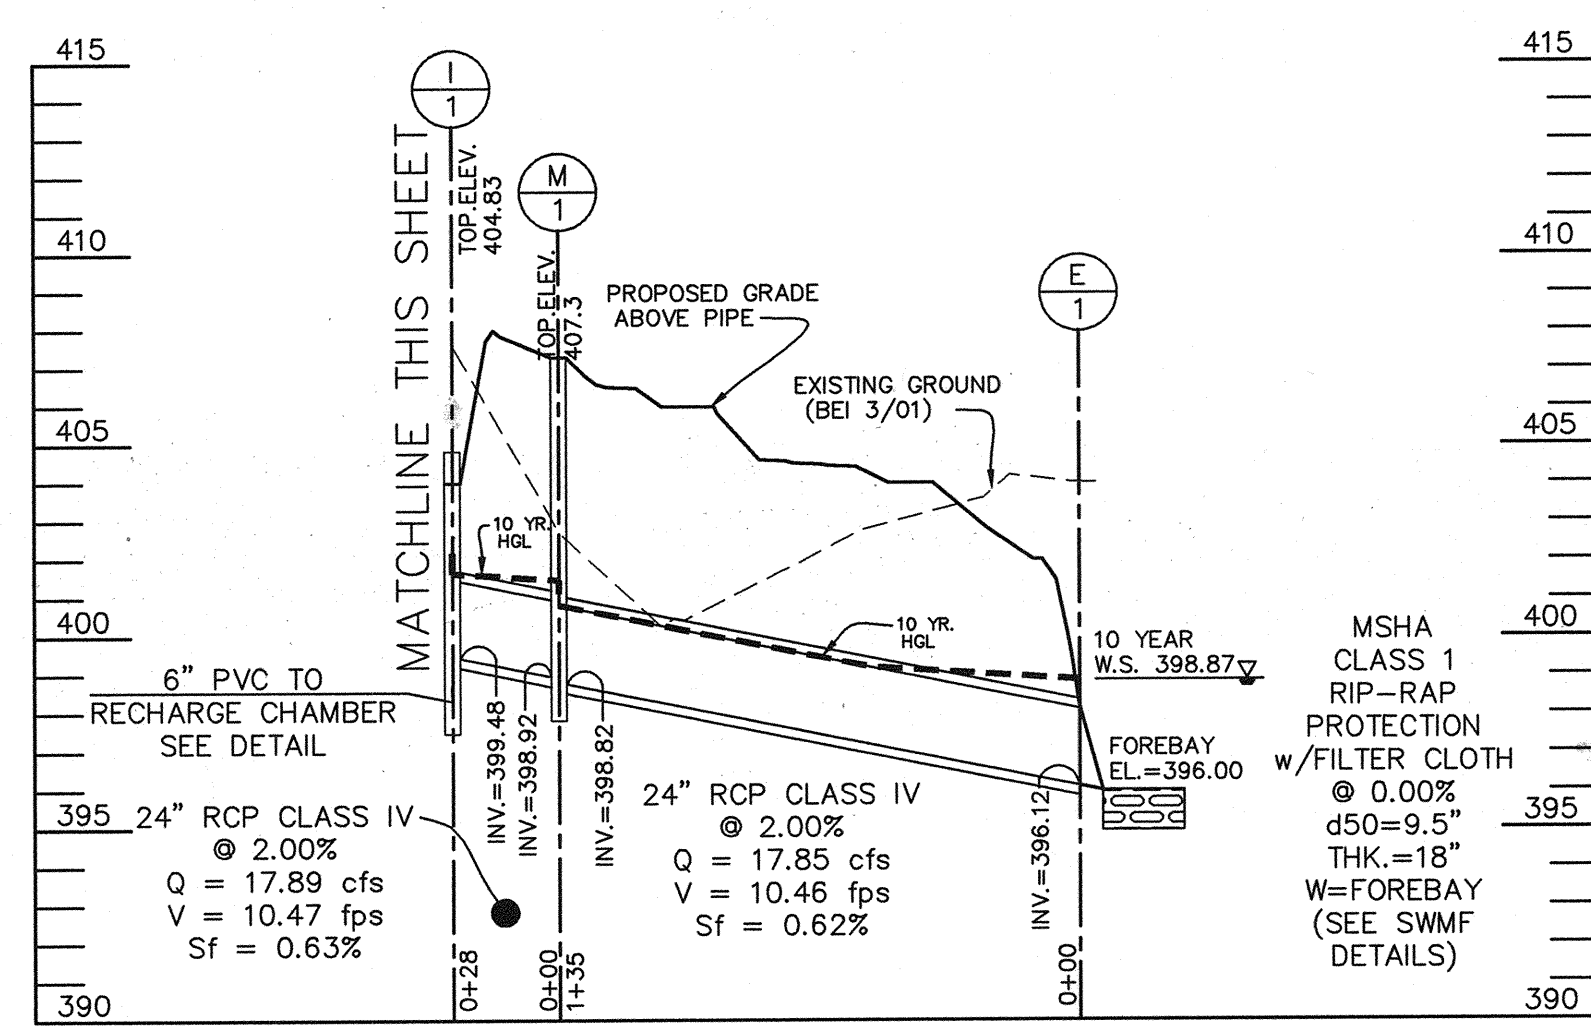 415
410
405
400
395
390
I
1
TOP.ELEV.
404.83
MATCHLINE THIS SHEET
M
1
TOP.ELEV.
407.3
PROPOSED GRADE
ABOVE PIPE
EXISTING GROUND
(BEI 3/01)
E
1
10 YR.
HGL
10 YR.
HGL
10 YEAR
W.S. 398.87
6" PVC TO
RECHARGE CHAMBER
SEE DETAIL
INV.=399.48
INV.=398.92
INV.=398.82
INV.=396.12
FOREBAY
EL.=396.00
24" RCP CLASS IV
@ 2.00%
Q = 17.89 cfs
V = 10.47 fps
Sf = 0.63%
24" RCP CLASS IV
@ 2.00%
Q = 17.85 cfs
V = 10.46 fps
Sf = 0.62%
MSHA
CLASS 1
RIP-RAP
PROTECTION
w/FILTER CLOTH
@ 0.00%
d50=9.5"
THK.=18"
W=FOREBAY
(SEE SWMF
DETAILS)
0+28
0+00
1+35
0+00
415
410
405
400
395
390